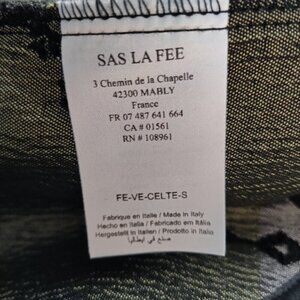 SAS LA FEE
3 Chemin de la Chapelle
42300 MABLY
France
FR 07 487 641 664
CA # 01561
RN # 108961
FE-VE-CELTE-S
Fabriqué en Italie / Made in Italy
Hecho en Italia / Fabricado em Italia
Hergestellt in Italien / Prodotto in Italia
صنع في ايطاليا